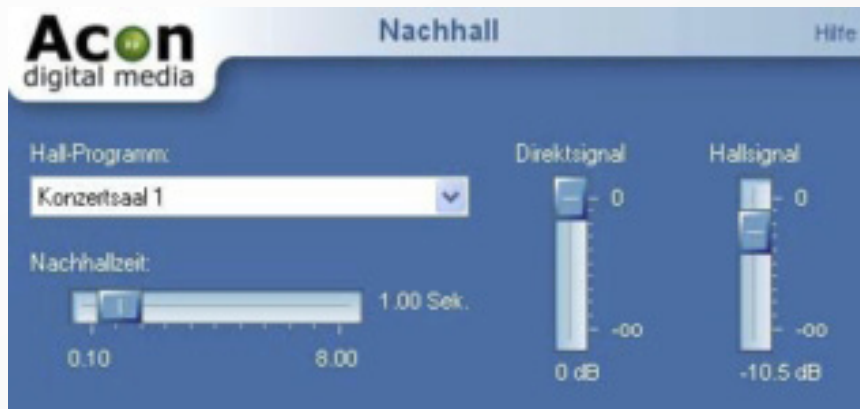 Acon
digital media
Nachhall
Hilfe
Hall-Programm:
Konzertsaal 1
Nachhallzeit:
1.00 Sek.
0.10
8.00
Direktsignal
0
-oo
0 dB
Hallsignal
0
-oo
-10.5 dB